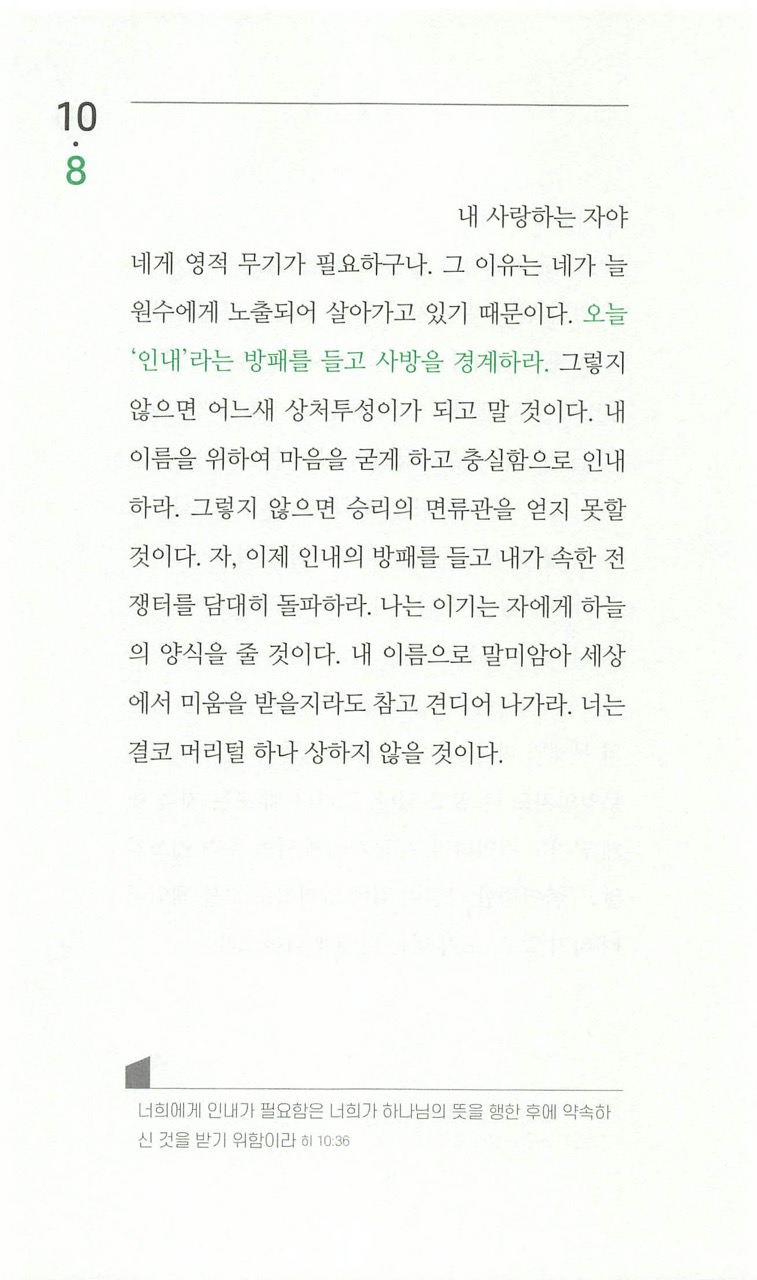 10
·
8
내 사랑하는 자야
네게 영적 무기가 필요하구나. 그 이유는 네가 늘
원수에게 노출되어 살아가고 있기 때문이다. 오늘
‘인내’라는 방패를 들고 사방을 경계하라. 그렇지
않으면 어느새 상처투성이가 되고 말 것이다. 내
이름을 위하여 마음을 굳게 하고 충실함으로 인내
하라. 그렇지 않으면 승리의 면류관을 얻지 못할
것이다. 자, 이제 인내의 방패를 들고 내가 속한 전
쟁터를 담대히 돌파하라. 나는 이기는 자에게 하늘
의 양식을 줄 것이다. 내 이름으로 말미암아 세상
에서 미움을 받을지라도 참고 견디어 나가라. 너는
결코 머리털 하나 상하지 않을 것이다.
너희에게 인내가 필요함은 너희가 하나님의 뜻을 행한 후에 약속하
신 것을 받기 위함이라 히 10:36